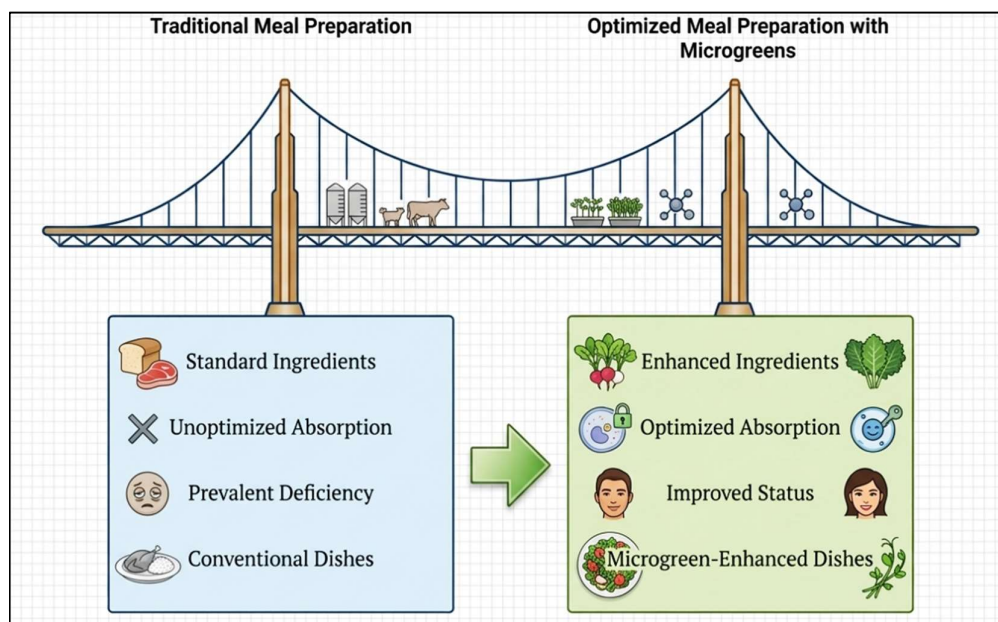 Traditional Meal Preparation
Optimized Meal Preparation with
Microgreens
Standard Ingredients
Unoptimized Absorption
Prevalent Deficiency
Conventional Dishes
Enhanced Ingredients
Optimized Absorption
Improved Status
Microgreen-Enhanced Dishes